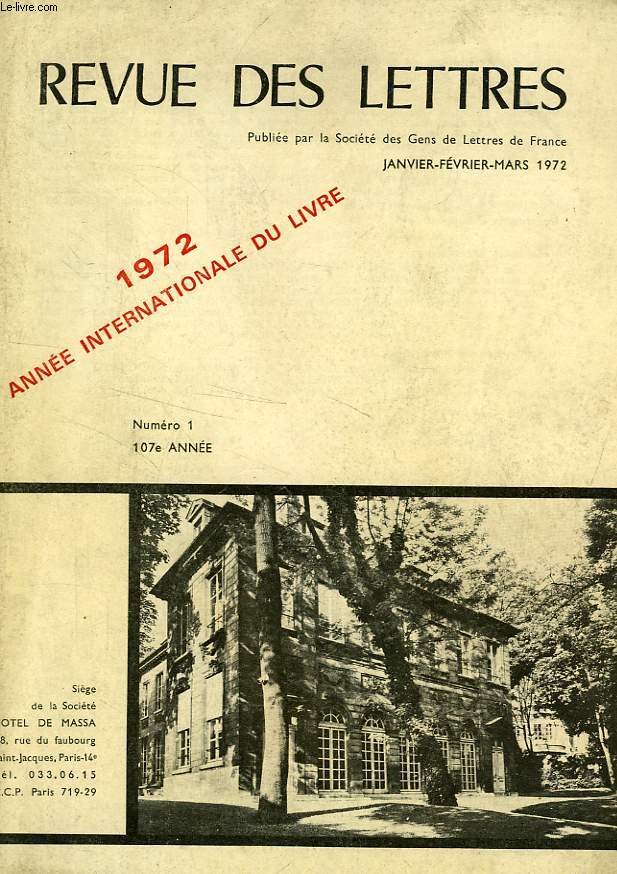 Le-livre.com
REVUE DES LETTRES
Publiée par la Société des Gens de Lettres de France
JANVIER-FÉVRIER-MARS 1972
1972
ANNÉE INTERNATIONALE DU LIVRE
Numéro 1
107e ANNÉE
Siège
de la Société
OTEL DE MASSA
8, rue du faubourg
aint-Jacques, Paris-14e
él. 033.06.15
.C.P. Paris 719-29